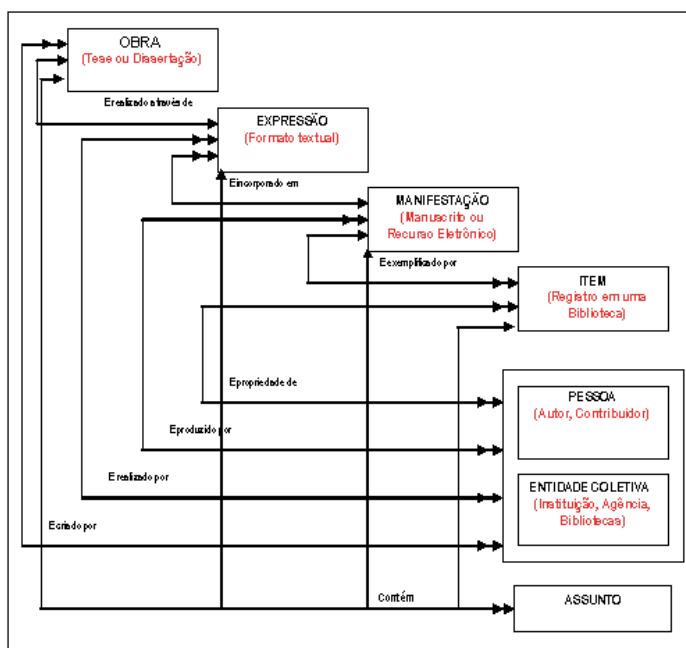 OBRA
(Tese ou Dissertação)
E realizado através de
EXPRESSÃO
(Formato textual)
E incorporado em
MANIFESTAÇÃO
(Manuscrito ou
Recurso Eletrônico)
E exemplificado por
ITEM
(Registro em uma
Biblioteca)
E propriedade de
PESSOA
(Autor, Contribuidor)
E produzido por
E realizado por
ENTIDADE COLETIVA
(Instituição, Agência,
Bibliotecas)
E criado por
Contém
ASSUNTO